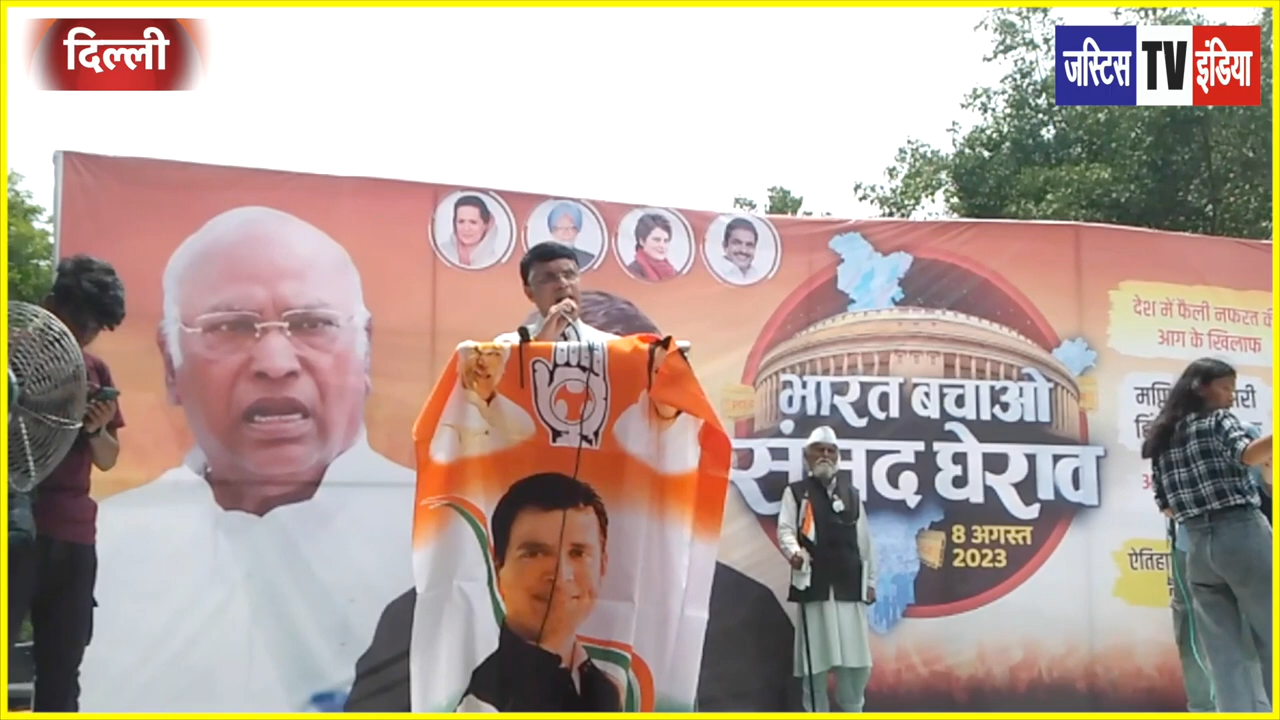 दिल्ली
जस्टिस TV इंडिया
भारत बचाओ
संसद घेराव
8 अगस्त
2023
देश में फैली नफरत की
आग के खिलाफ